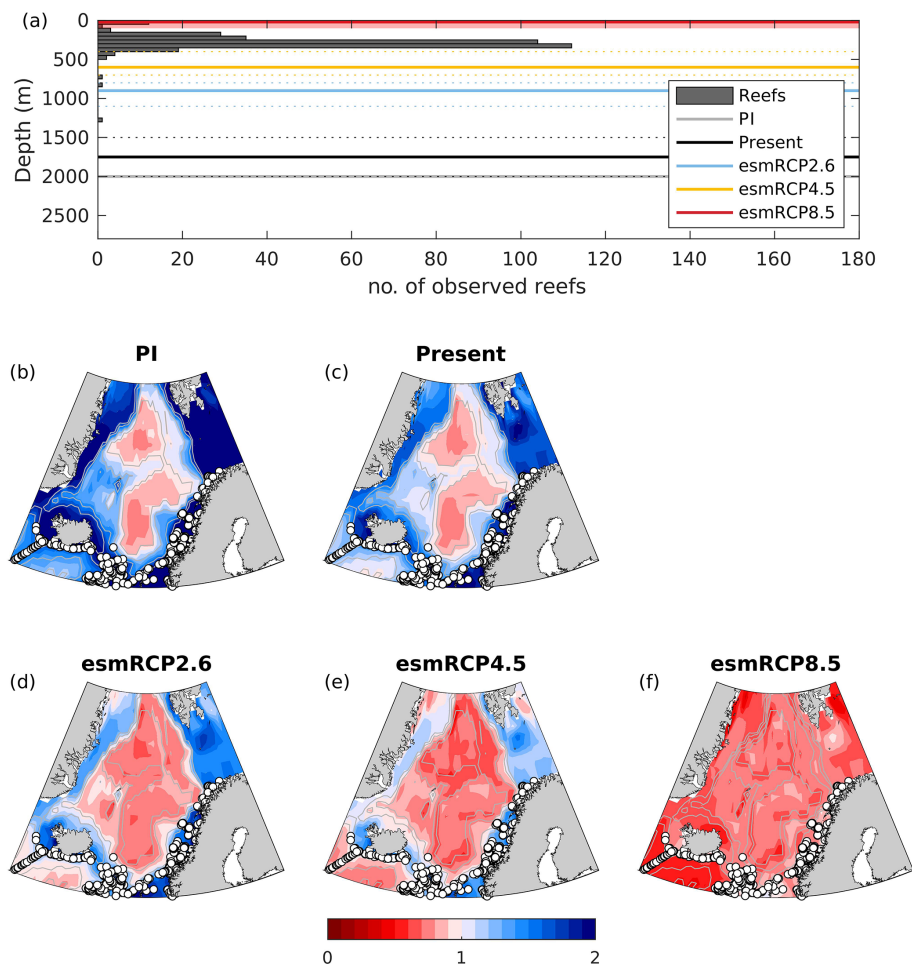 (a)
0
500
1000
1500
2000
2500
Depth (m)
Reefs
PI
Present
esmRCP2.6
esmRCP4.5
esmRCP8.5
0 20 40 60 80 100 120 140 160 180
no. of observed reefs
(b) PI
(c) Present
(d) esmRCP2.6
(e) esmRCP4.5
(f) esmRCP8.5
0 1 2